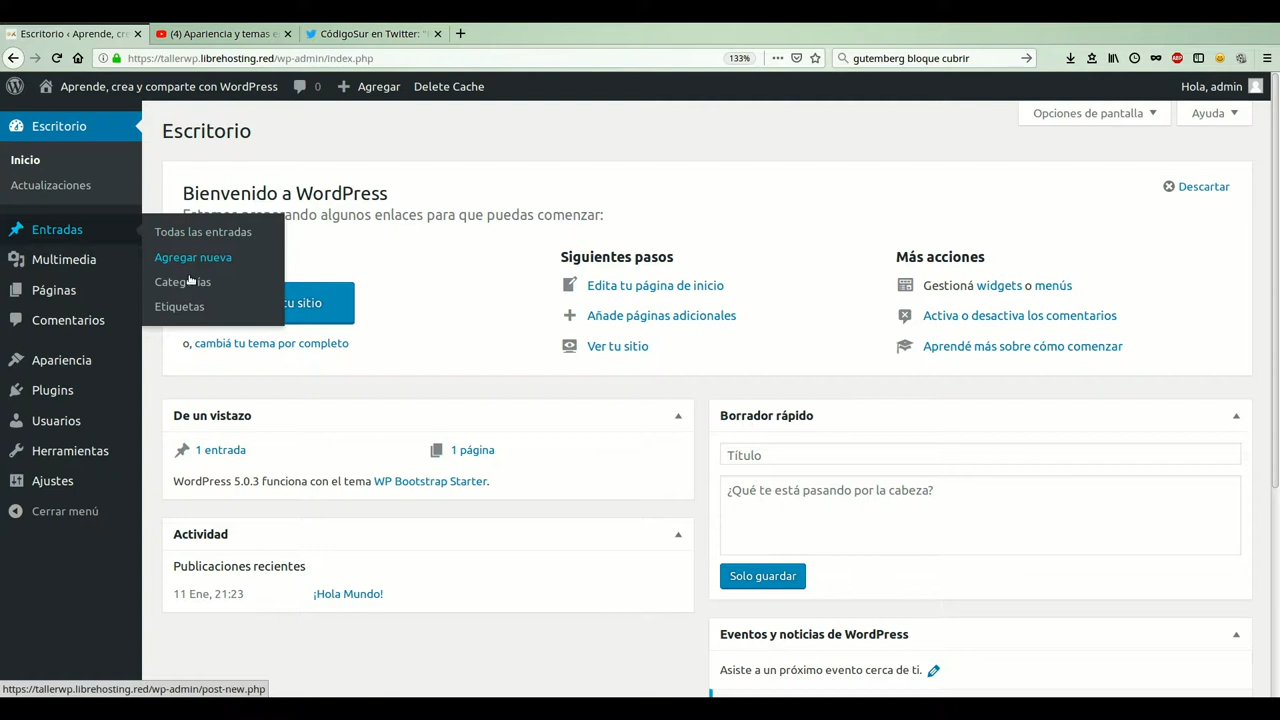 Escritorio ‹ Aprende, cre
(4) Apariencia y temas e
CódigoSur en Twitter: "
https://tallerwp.librehosting.red/wp-admin/index.php
133%
gutemberg bloque cubrir
Aprende, crea y comparte con WordPress
0
Agregar
Delete Cache
Hola, admin
Escritorio
Inicio
Actualizaciones
Entradas
Todas las entradas
Agregar nueva
Categorías
Etiquetas
Multimedia
Páginas
Comentarios
Apariencia
Plugins
Usuarios
Herramientas
Ajustes
Cerrar menú
Escritorio
Opciones de pantalla
Ayuda
Bienvenido a WordPress
Descartar
algunos enlaces para que puedas comenzar:
tu sitio
o, cambiá tu tema por completo
Siguientes pasos
Edita tu página de inicio
Añade páginas adicionales
Ver tu sitio
Más acciones
Gestioná widgets o menús
Activa o desactiva los comentarios
Aprendé más sobre cómo comenzar
De un vistazo
1 entrada
1 página
WordPress 5.0.3 funciona con el tema WP Bootstrap Starter.
Actividad
Publicaciones recientes
11 Ene, 21:23
¡Hola Mundo!
Borrador rápido
Título
¿Qué te está pasando por la cabeza?
Solo guardar
Eventos y noticias de WordPress
Asiste a un próximo evento cerca de ti.
https://tallerwp.librehosting.red/wp-admin/post-new.php